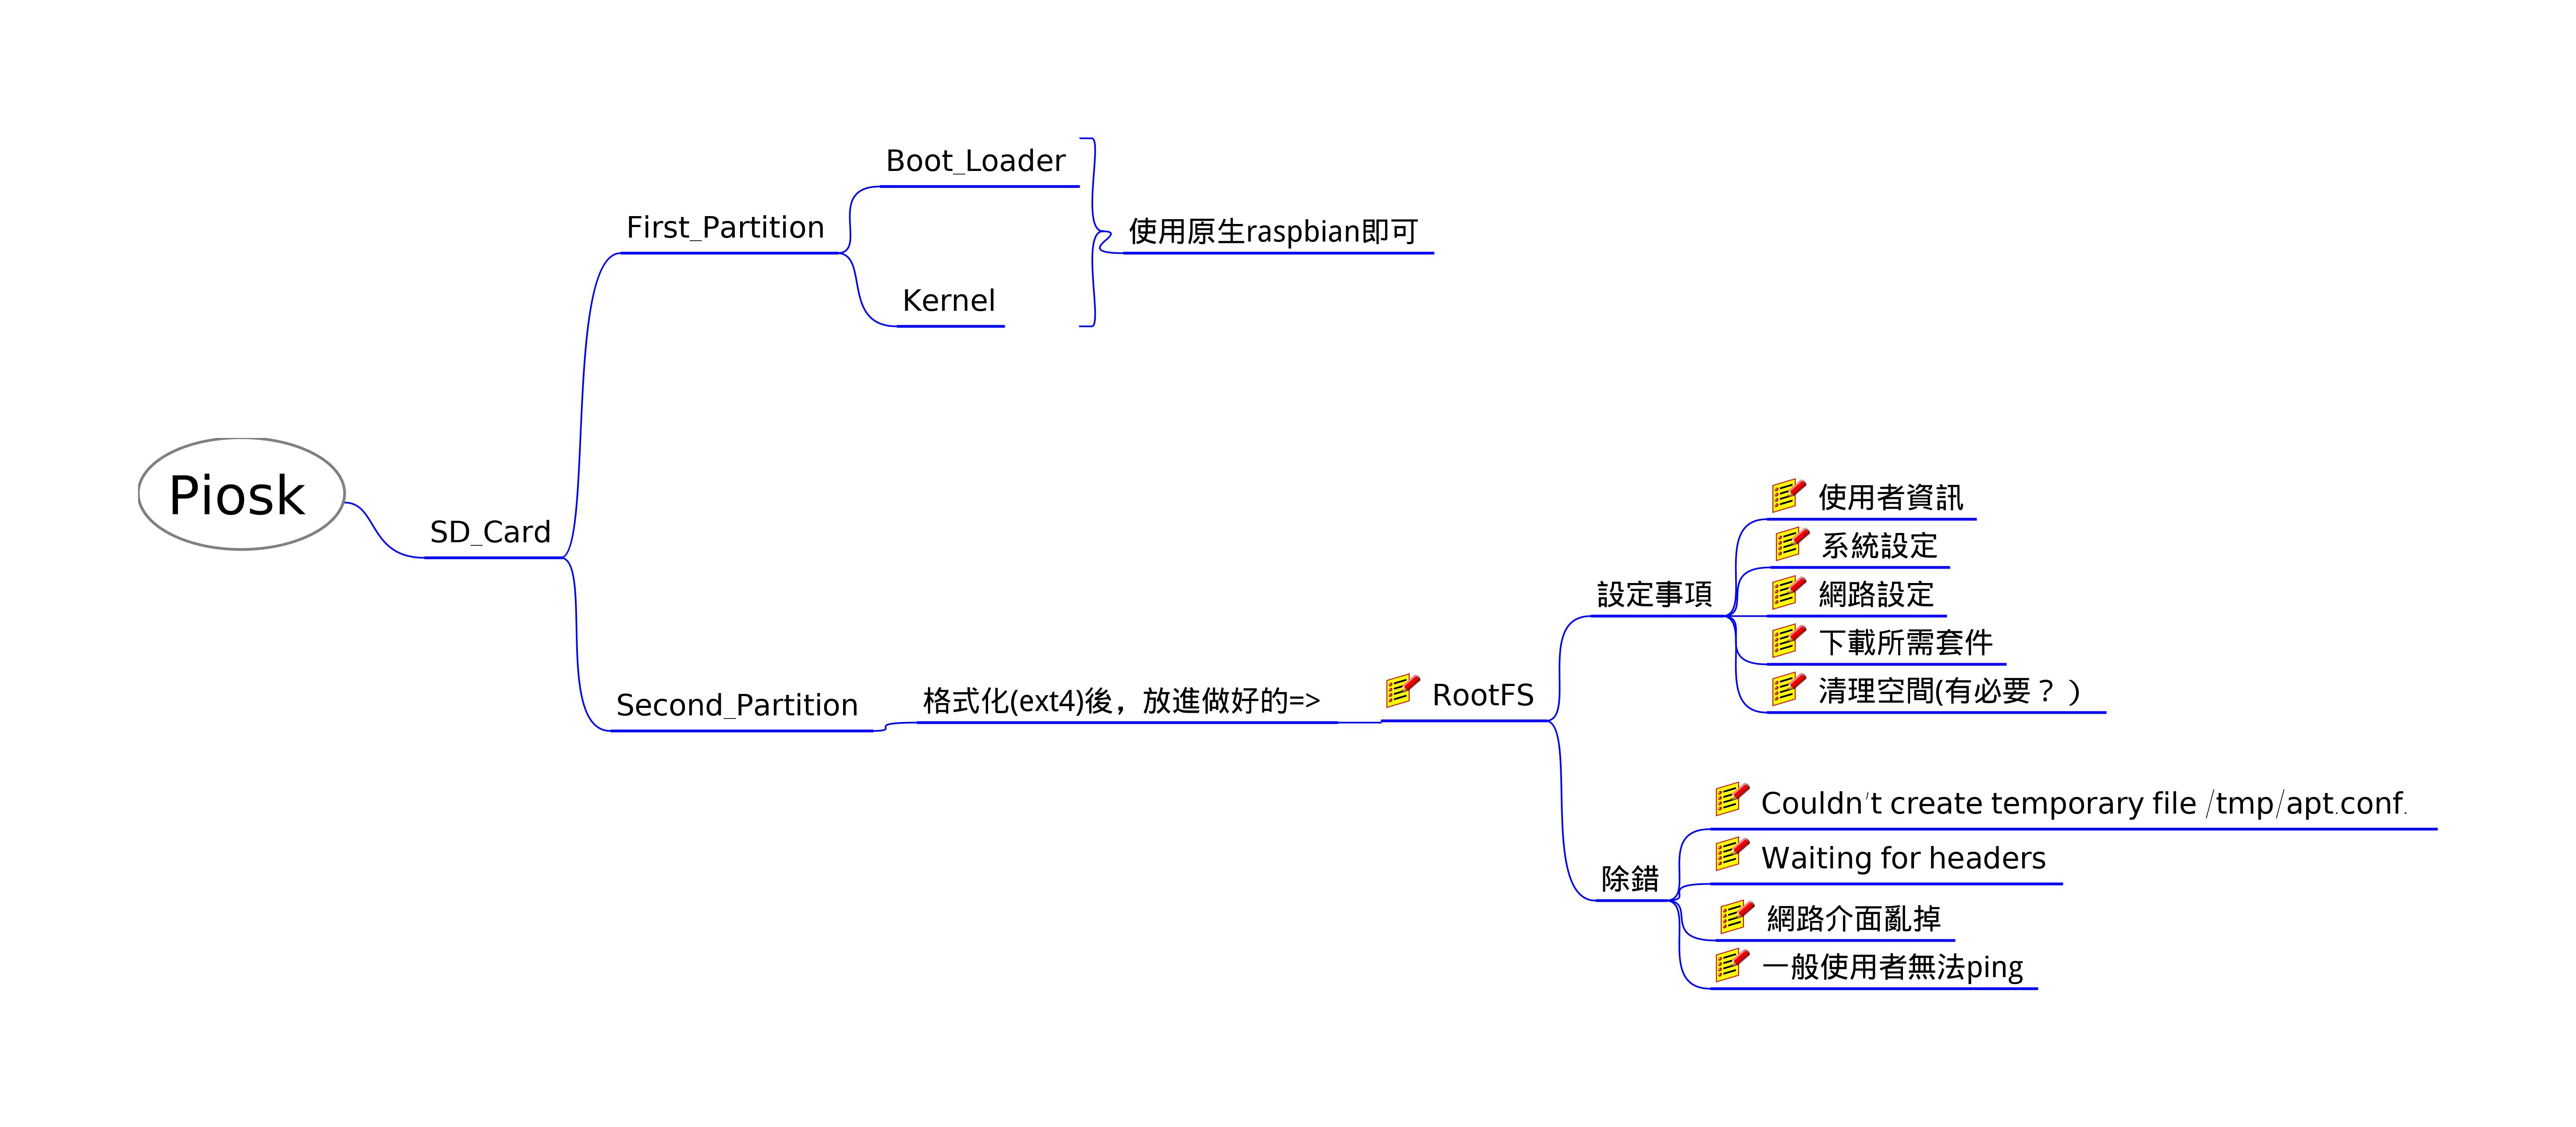 Piosk
SD_Card
First_Partition
Boot_Loader
Kernel
使用原生raspbian即可
Second_Partition
格式化(ext4)後，放進做好的=>
RootFS
設定事項
使用者資訊
系統設定
網路設定
下載所需套件
清理空間(有必要？）
除錯
Couldn't create temporary file /tmp/apt.conf.
Waiting for headers
網路介面亂掉
一般使用者無法ping